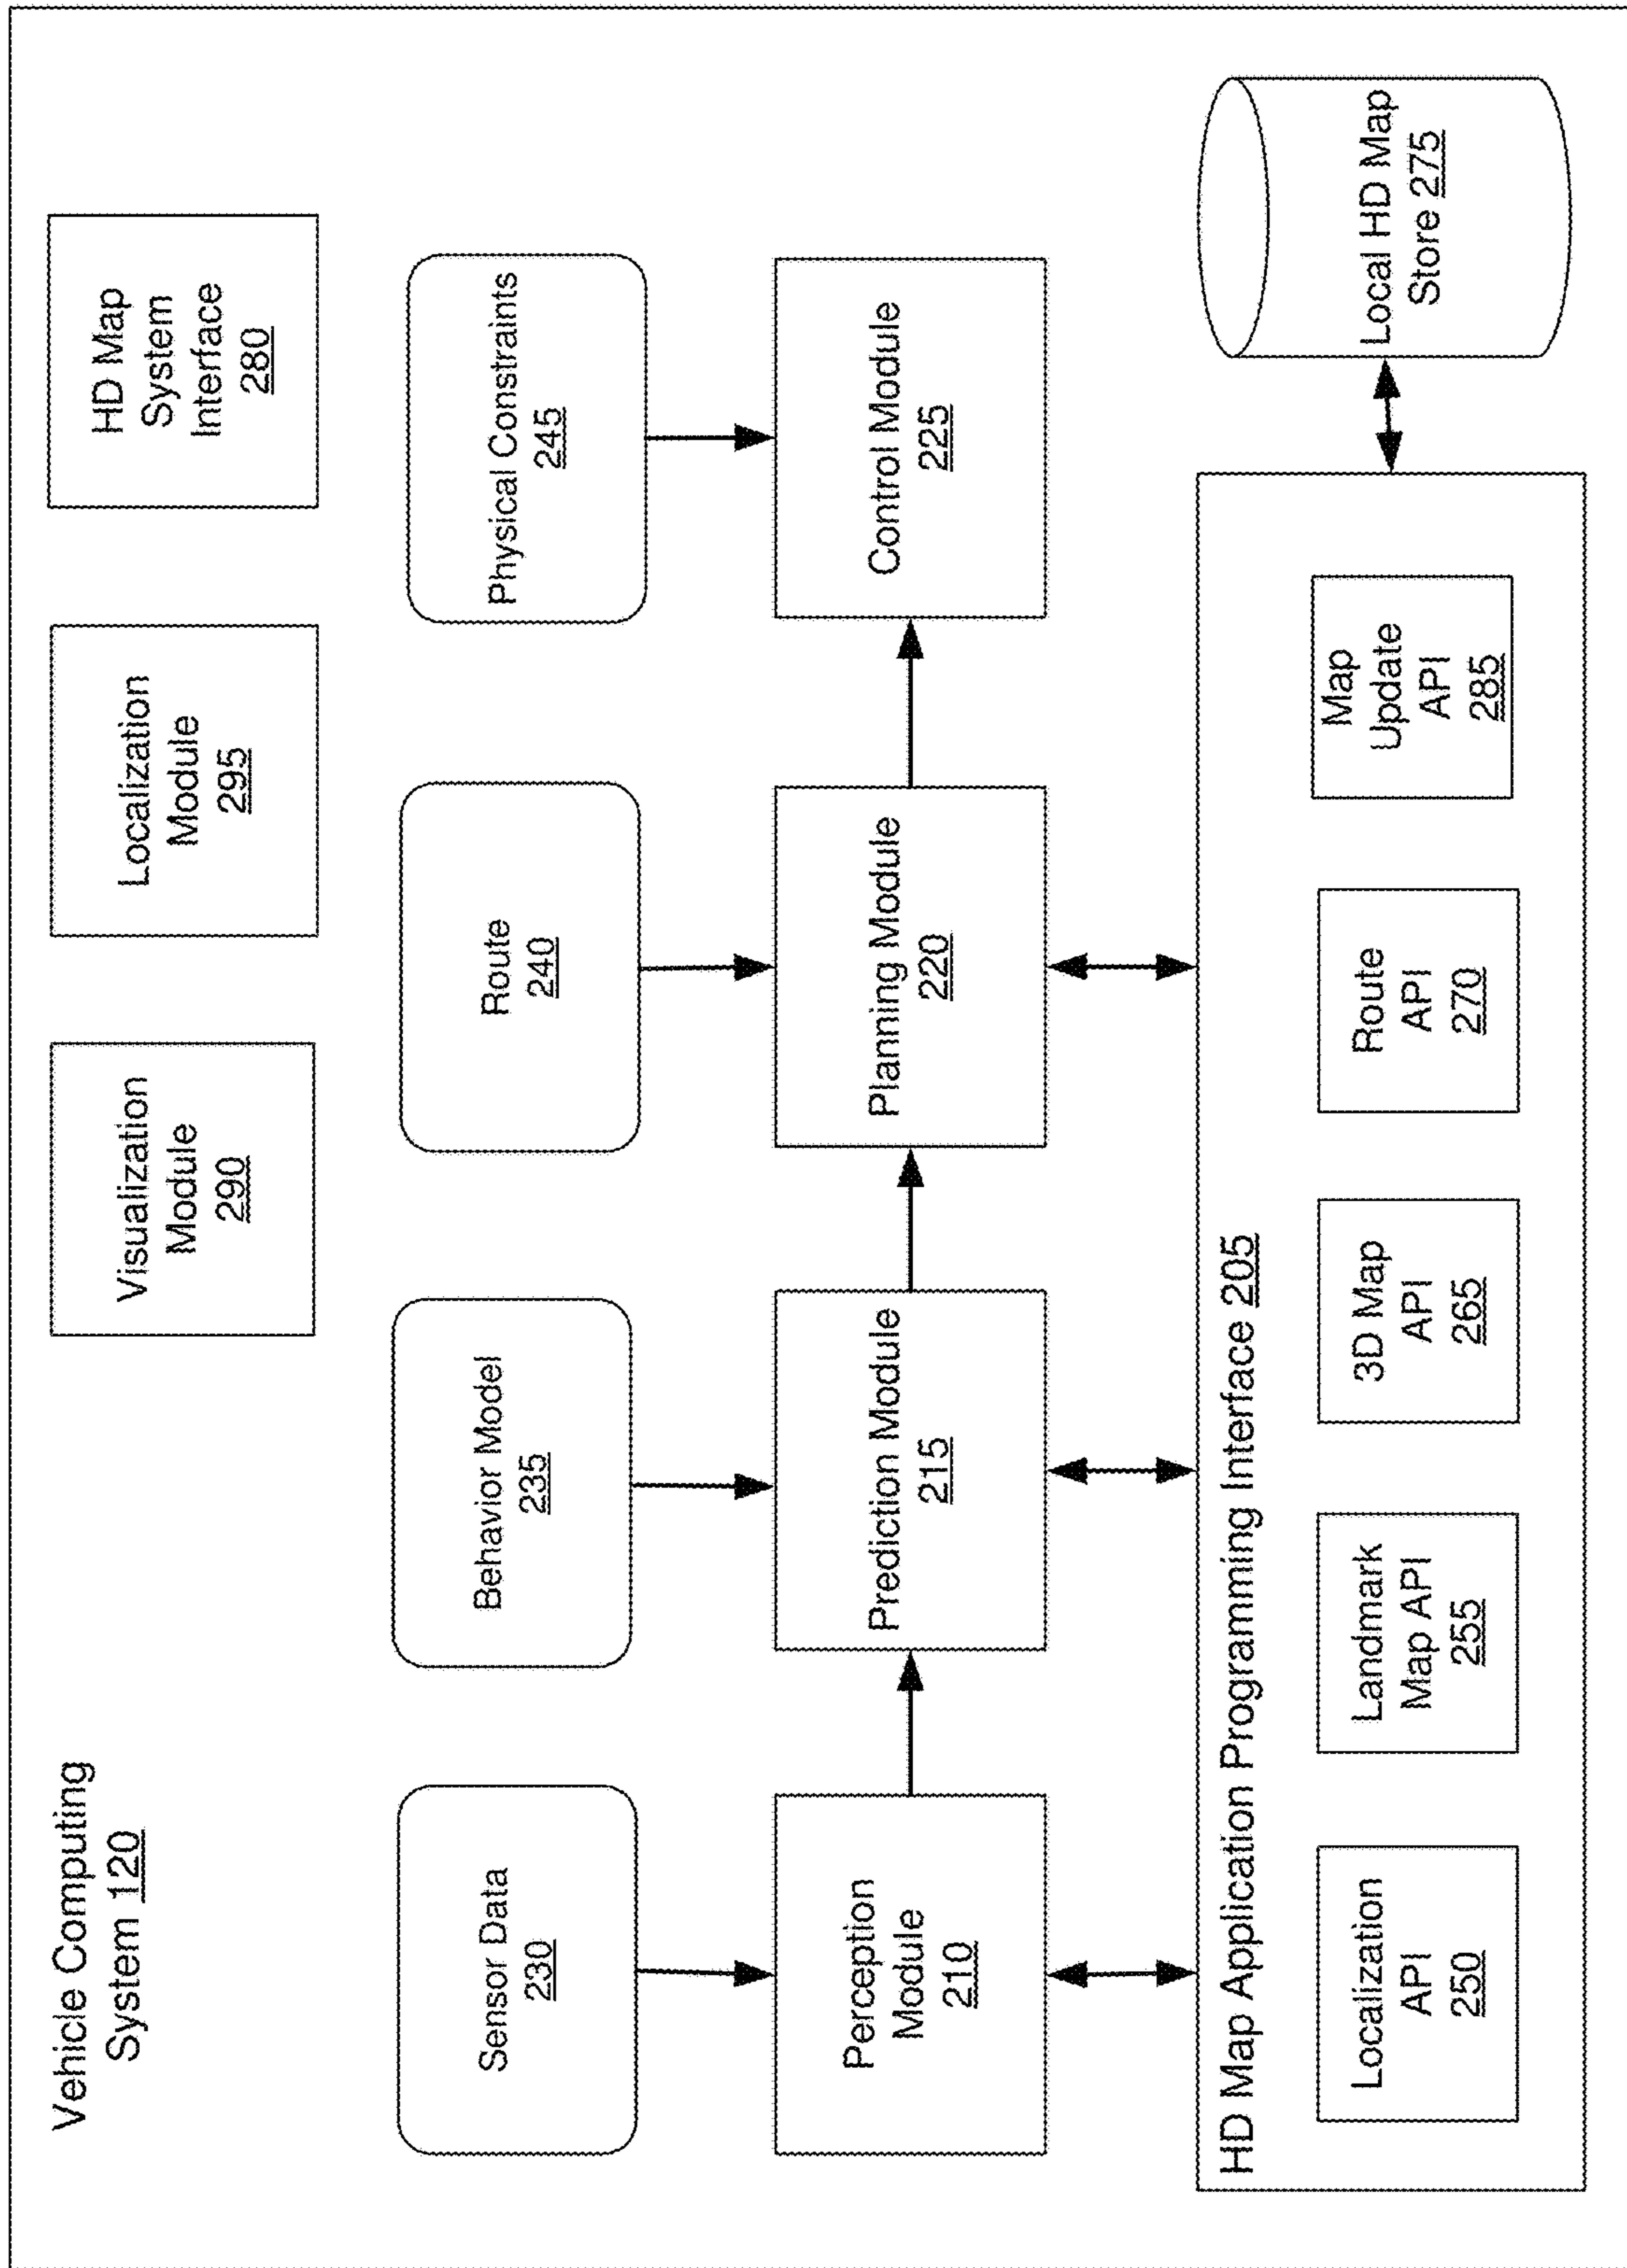 Vehicle Computing
System 120
Visualization
Module
290
Localization
Module
295
HD Map
System
Interface
280
Sensor Data
230
Behavior Model
235
Route
240
Physical Constraints
245
Perception
Module
210
Prediction Module
215
Planning Module
220
Control Module
225
HD Map Application Programming Interface 205
Localization
API
250
Landmark
Map API
255
3D Map
API
265
Route
API
270
Map
Update
API
285
Local HD Map
Store 275